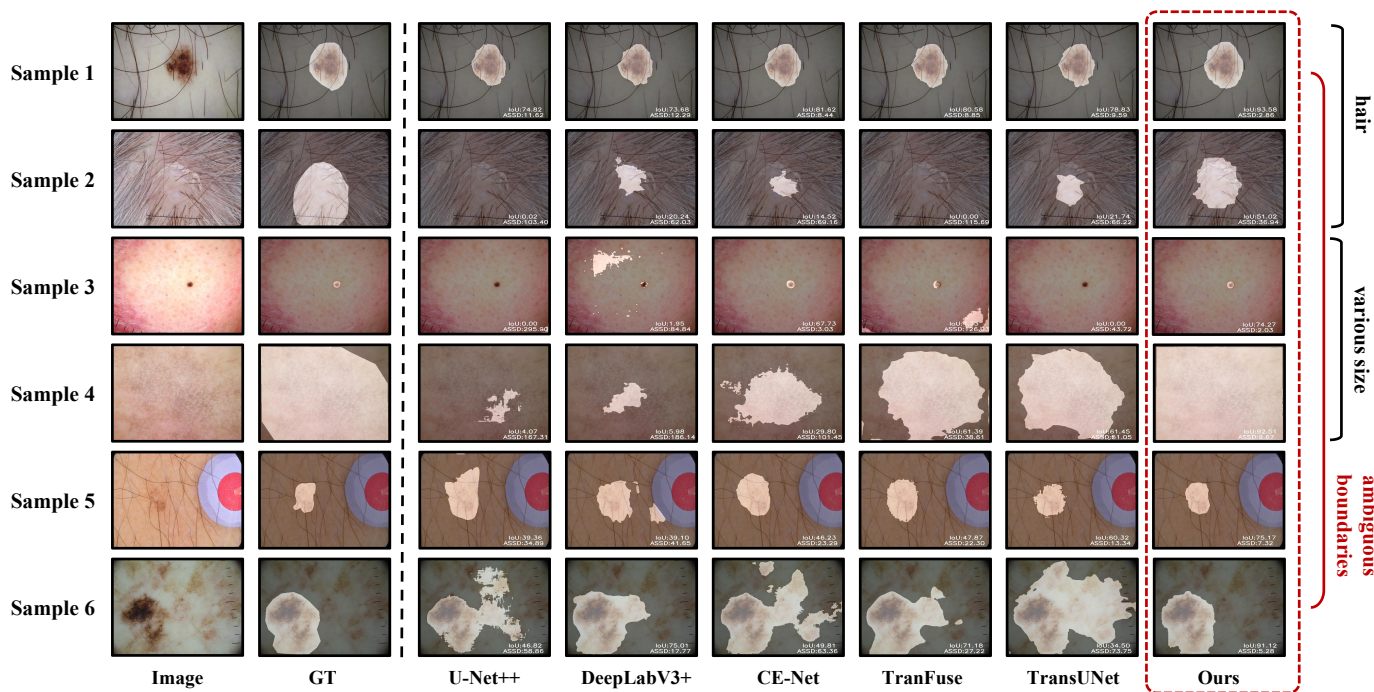 Sample 1
IoU:74.82
ASSD:11.62
IoU:73.68
ASSD:12.29
IoU:81.62
ASSD:8.44
IoU:80.58
ASSD:8.85
IoU:78.83
ASSD:9.59
IoU:93.58
ASSD:2.86
hair
Sample 2
IoU:0.02
ASSD:103.40
IoU:20.24
ASSD:62.03
IoU:14.52
ASSD:69.16
IoU:0.00
ASSD:115.69
IoU:21.74
ASSD:66.22
IoU:51.02
ASSD:36.94
Sample 3
IoU:0.00
ASSD:295.80
IoU:1.95
ASSD:84.84
IoU:67.73
ASSD:3.03
IoU:0.00
ASSD:43.72
IoU:74.27
ASSD:2.03
various size
Sample 4
IoU:4.07
ASSD:167.31
IoU:5.98
ASSD:186.14
IoU:29.80
ASSD:101.45
IoU:61.39
ASSD:38.61
IoU:61.45
Sample 5
IoU:39.36
ASSD:34.89
IoU:39.10
ASSD:41.65
IoU:46.23
ASSD:23.29
IoU:47.87
ASSD:22.30
IoU:60.32
ASSD:13.34
IoU:75.17
ASSD:7.32
ambiguous
boundaries
Sample 6
IoU:46.82
ASSD:58.86
IoU:75.01
ASSD:17.77
IoU:49.81
ASSD:63.36
IoU:71.18
ASSD:27.22
IoU:34.50
ASSD:73.75
IoU:91.12
ASSD:5.28
Image
GT
U-Net++
DeepLabV3+
CE-Net
TranFuse
TransUNet
Ours